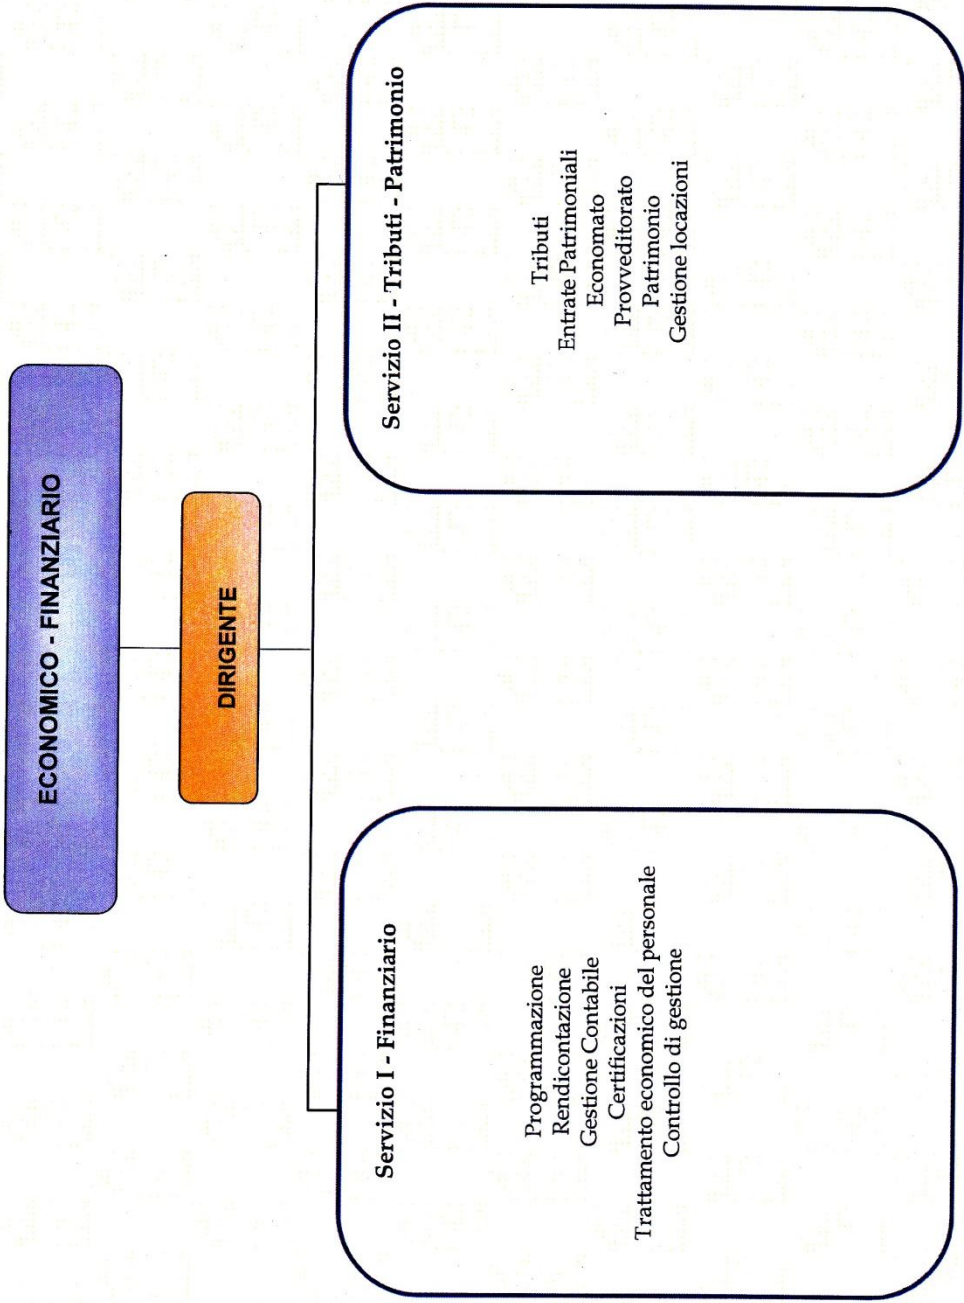 ECONOMICO - FINANZIARIO
DIRIGENTE
Servizio I - Finanziario
Programmazione
Rendicontazione
Gestione Contabile
Certificazioni
Trattamento economico del personale
Controllo di gestione
Servizio II - Tributi - Patrimonio
Tributi
Entrate Patrimoniali
Economato
Provveditorato
Patrimonio
Gestione locazioni